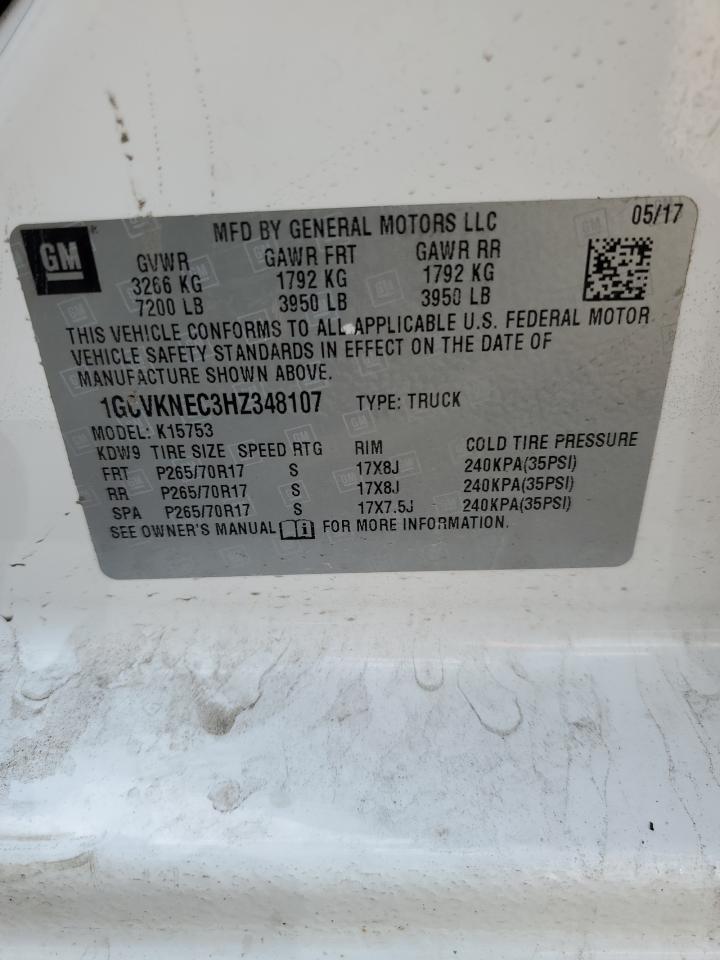 GM
MFD BY GENERAL MOTORS LLC 05/17
GVWR GAWR FRT GAWR RR
3266 KG 1792 KG 1792 KG
7200 LB 3950 LB 3950 LB
THIS VEHICLE CONFORMS TO ALL APPLICABLE U.S. FEDERAL MOTOR
VEHICLE SAFETY STANDARDS IN EFFECT ON THE DATE OF
MANUFACTURE SHOWN ABOVE.
1GCVKNEC3HZ348107 TYPE: TRUCK
MODEL: K15753
KDW9 TIRE SIZE SPEED RTG RIM COLD TIRE PRESSURE
FRT P265/70R17 S 17X8J 240KPA(35PSI)
RR P265/70R17 S 17X8J 240KPA(35PSI)
SPA P265/70R17 S 17X7.5J 240KPA(35PSI)
SEE OWNER'S MANUAL i FOR MORE INFORMATION.